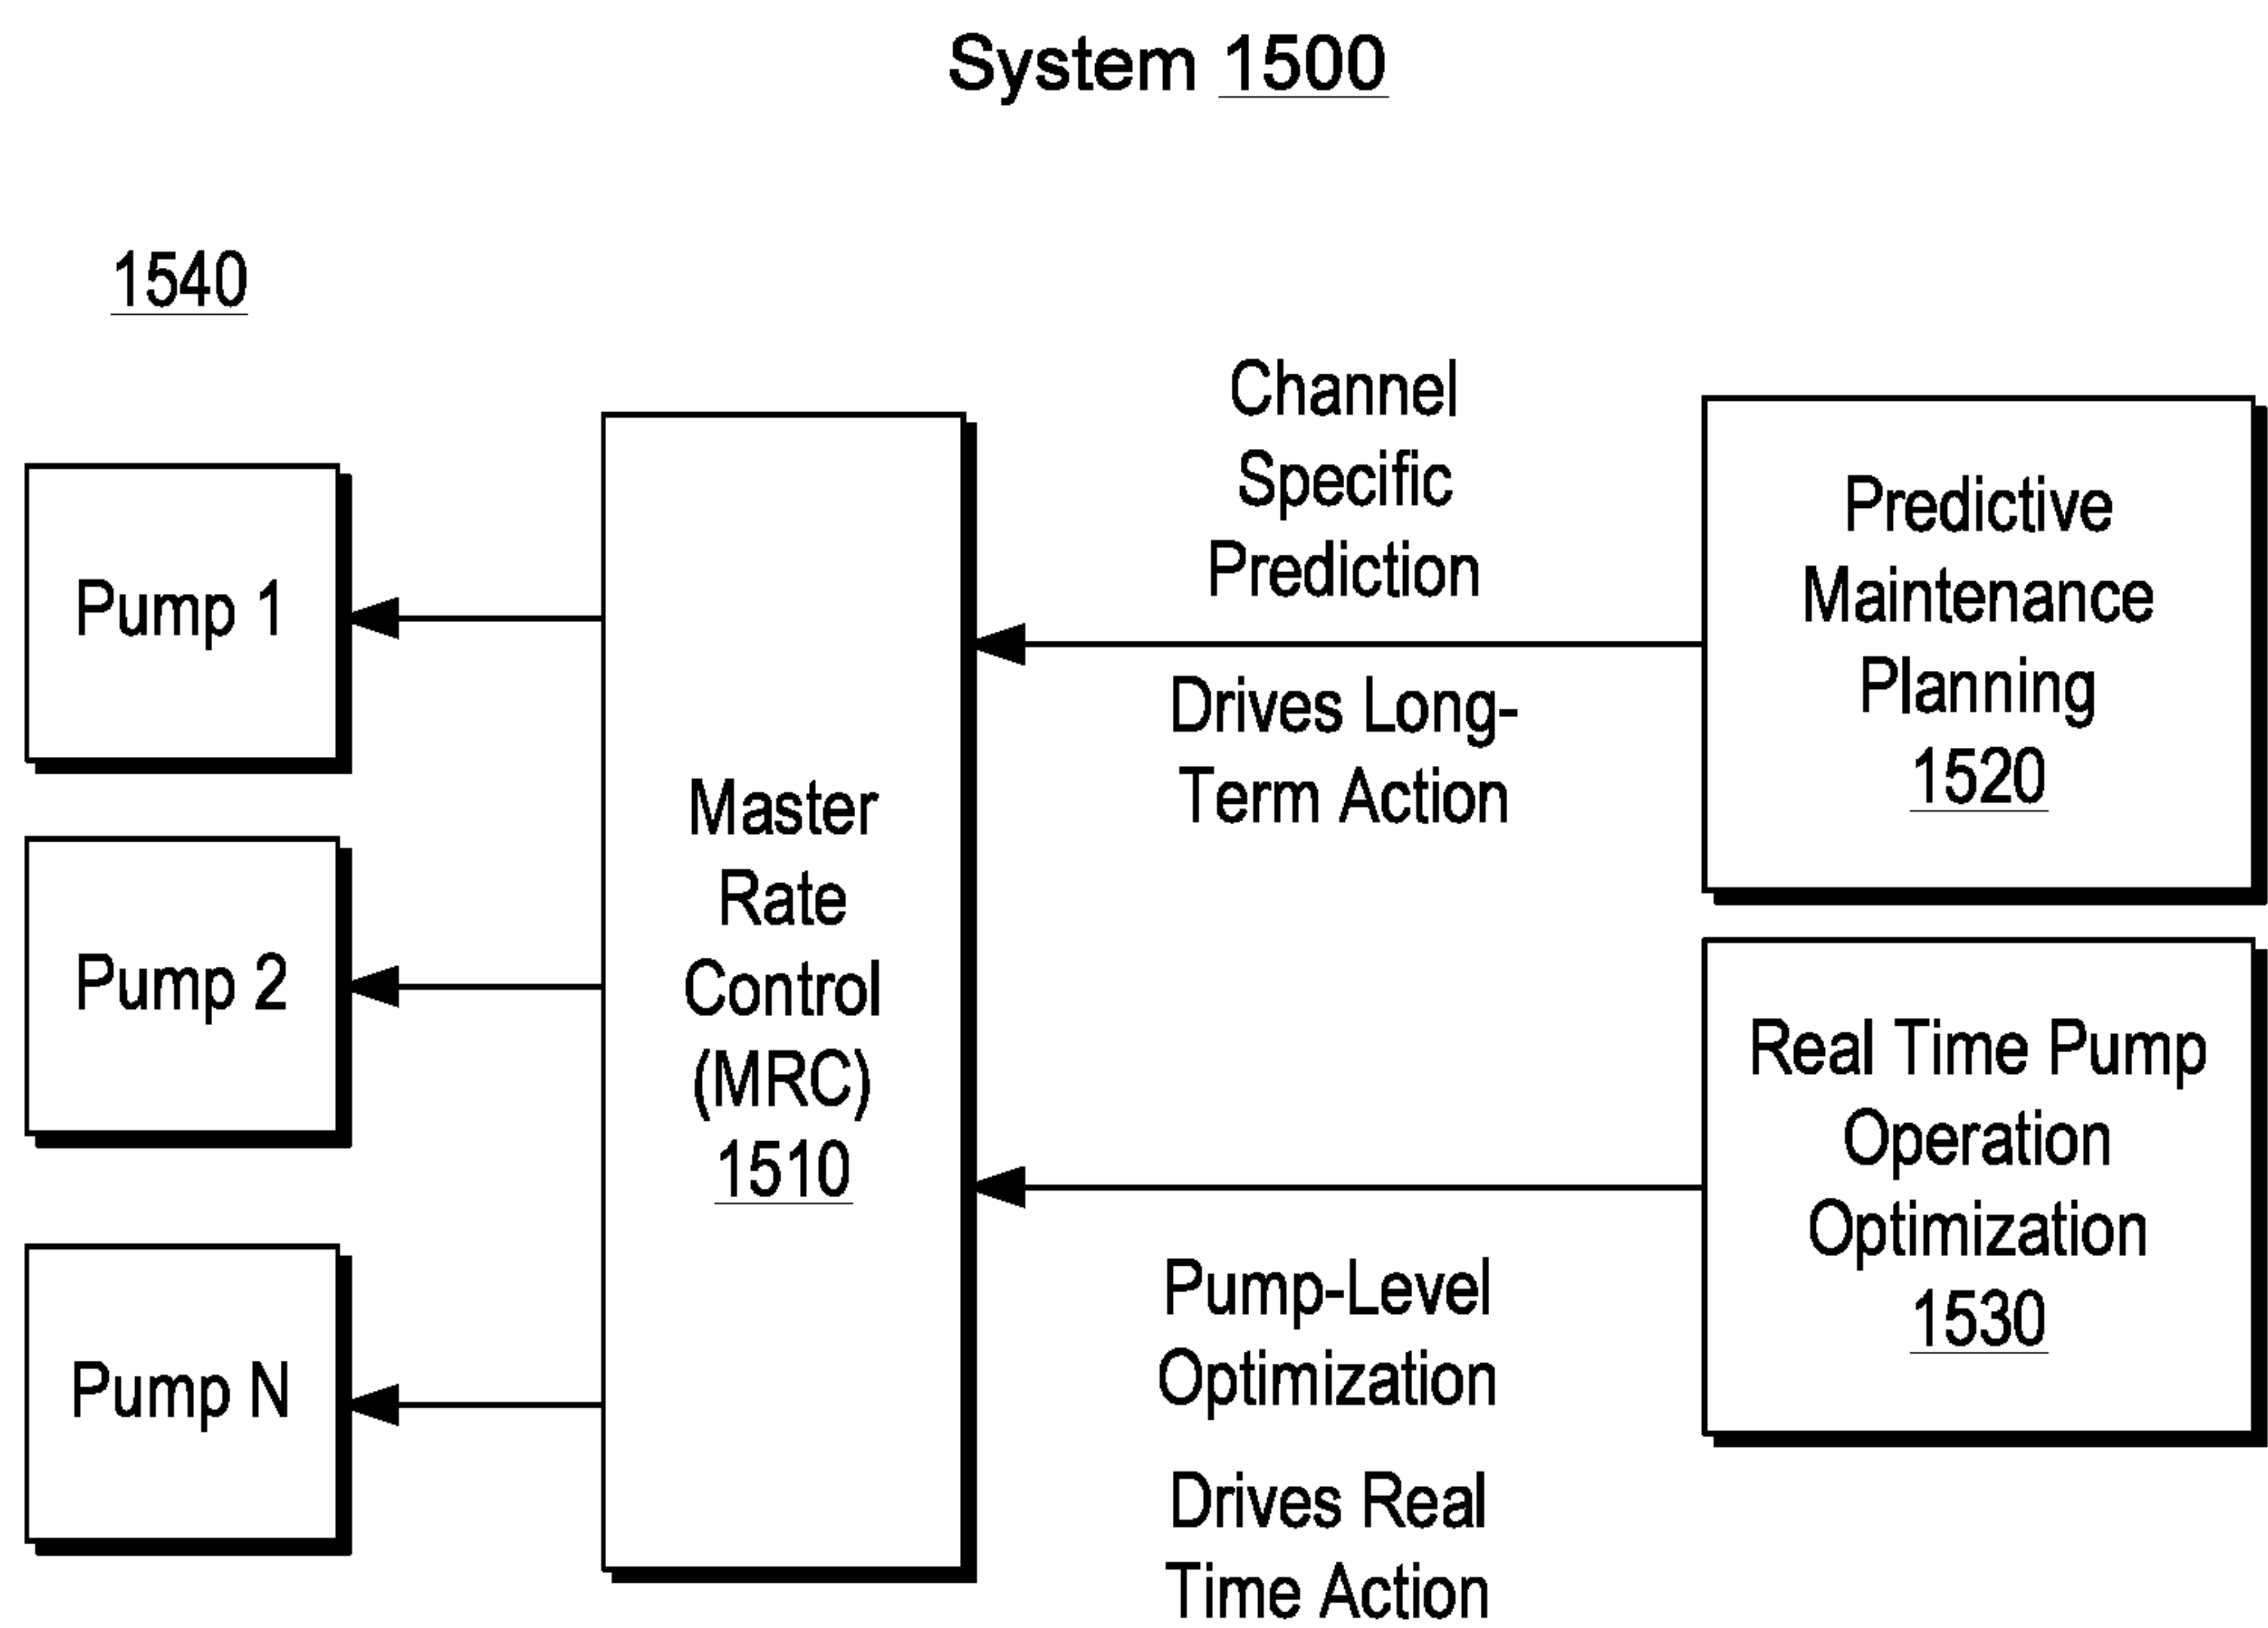 System 1500
1540
Pump 1
Pump 2
Pump N
Master
Rate
Control
(MRC)
1510
Channel
Specific
Prediction
Drives Long-
Term Action
Pump-Level
Optimization
Drives Real
Time Action
Predictive
Maintenance
Planning
1520
Real Time Pump
Operation
Optimization
1530